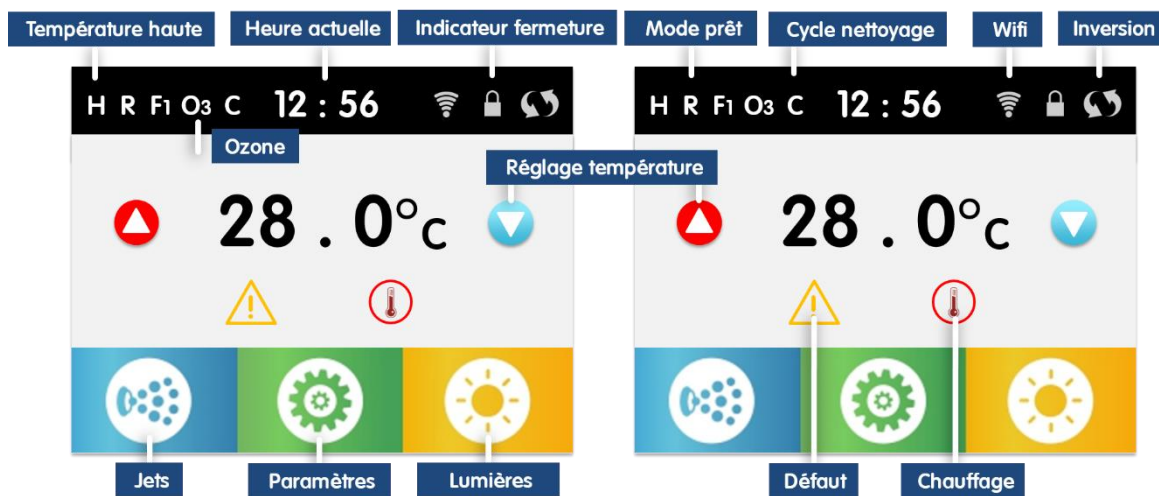 Température haute Heure actuelle Indicateur fermeture Mode prêt Cycle nettoyage Wifi Inversion
H R F1 O3 C 12 : 56 H R F1 O3 C 12 : 56
Ozone
Réglage température
28 . 0°C 28 . 0°C
Jets Paramètres Lumières Défaut Chauffage